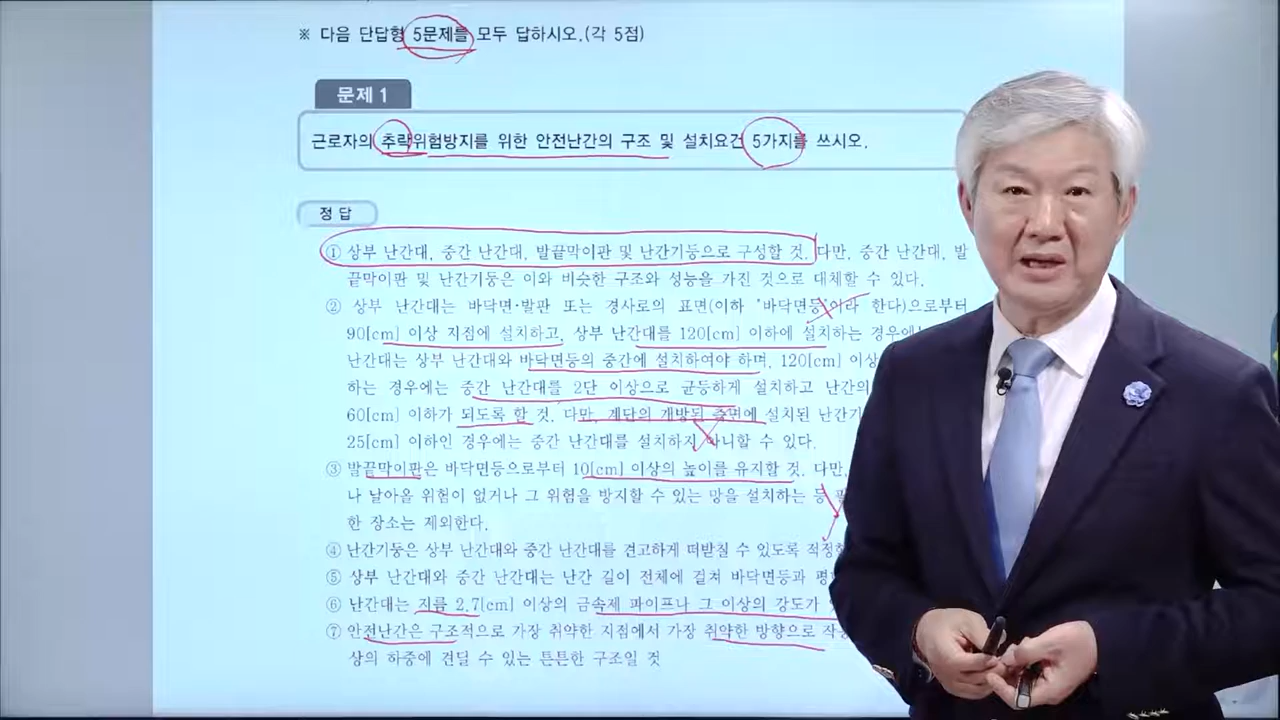 ※ 다음 단답형 5문제를 모두 답하시오.(각 5점)
문제 1
근로자의 추락위험방지를 위한 안전난간의 구조 및 설치요건 5가지를 쓰시오.
정 답
① 상부 난간대, 중간 난간대, 발끝막이판 및 난간기둥으로 구성할 것. 다만, 중간 난간대, 발
끝막이판 및 난간기둥은 이와 비슷한 구조와 성능을 가진 것으로 대체할 수 있다.
② 상부 난간대는 바닥면·발판 또는 경사로의 표면(이하 "바닥면등"이라 한다)으로부터
90[cm] 이상 지점에 설치하고, 상부 난간대를 120[cm] 이하에 설치하는 경우에는
난간대는 상부 난간대와 바닥면등의 중간에 설치하여야 하며, 120[cm] 이상
하는 경우에는 중간 난간대를 2단 이상으로 균등하게 설치하고 난간의
60[cm] 이하가 되도록 할 것. 다만, 계단의 개방된 측면에 설치된 난간기
25[cm] 이하인 경우에는 중간 난간대를 설치하지 아니할 수 있다.
③ 발끝막이판은 바닥면등으로부터 10[cm] 이상의 높이를 유지할 것. 다만,
나 날아올 위험이 없거나 그 위험을 방지할 수 있는 망을 설치하는 등 필
한 장소는 제외한다.
④ 난간기둥은 상부 난간대와 중간 난간대를 견고하게 떠받칠 수 있도록 적정한
⑤ 상부 난간대와 중간 난간대는 난간 길이 전체에 걸쳐 바닥면등과 평
⑥ 난간대는 지름 2.7[cm] 이상의 금속제 파이프나 그 이상의 강도가
⑦ 안전난간은 구조적으로 가장 취약한 지점에서 가장 취약한 방향으로 작
상의 하중에 견딜 수 있는 튼튼한 구조일 것